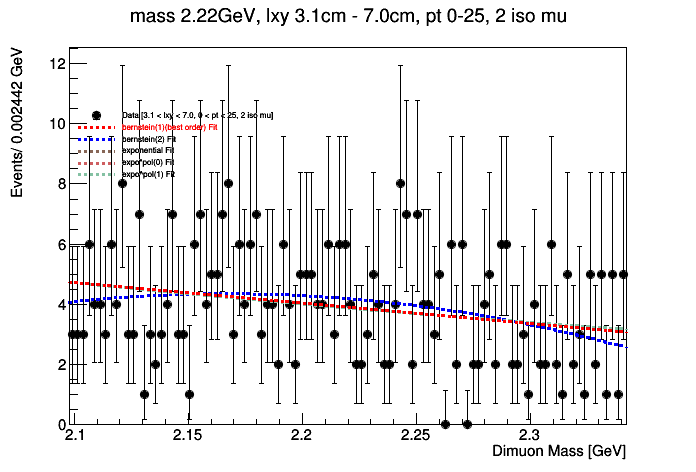 mass 2.22GeV, lxy 3.1cm - 7.0cm, pt 0-25, 2 iso mu
Events/ 0.002442 GeV
12
10
8
6
4
2
0
Data [3.1 < lxy < 7.0, 0 < pt < 25, 2 iso mu]
bernstein(1)(best order) Fit
bernstein(2) Fit
exponential Fit
expo*pol(0) Fit
expo*pol(1) Fit
2.1 2.15 2.2 2.25 2.3
Dimuon Mass [GeV]